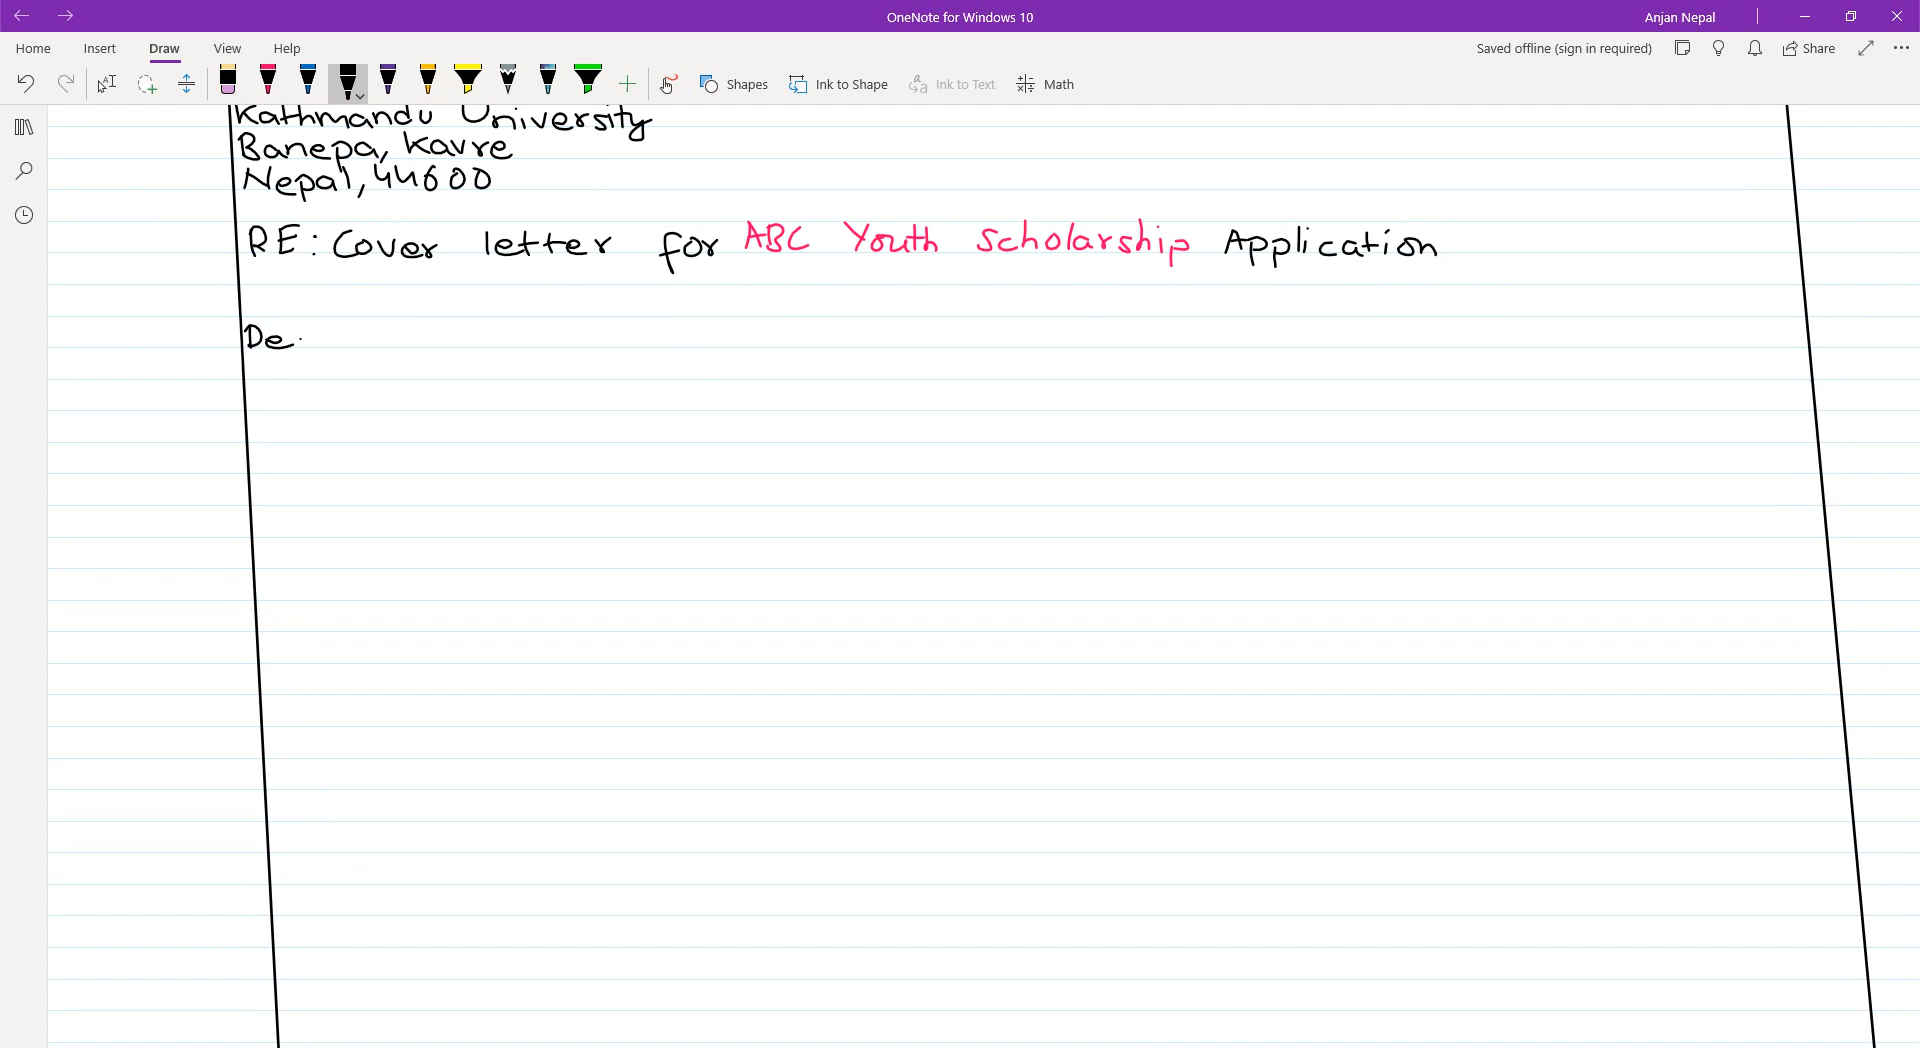 OneNote for Windows 10
Anjan Nepal
Home Insert Draw View Help
Saved offline (sign in required)
Share
Shapes
Ink to Shape
Ink to Text
Math
Kathmandu University
Banepa, Kavre
Nepal, 44600
RE: Cover letter for ABC Youth Scholarship Application
De